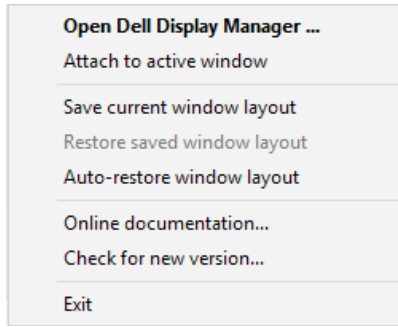 Open Dell Display Manager ...
Attach to active window
Save current window layout
Restore saved window layout
Auto-restore window layout
Online documentation...
Check for new version...
Exit